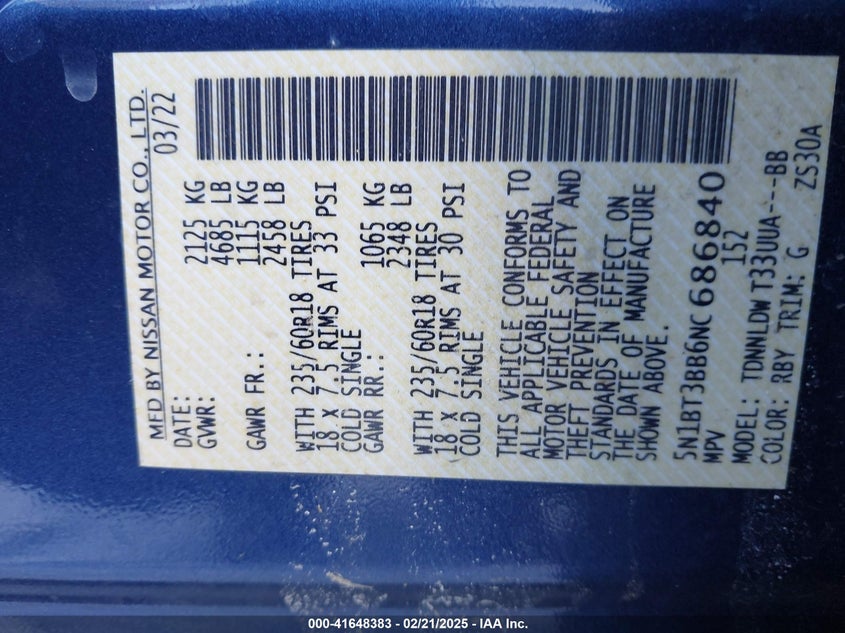 MFD BY NISSAN MOTOR CO., LTD.
DATE: 03/22
GVWR: 2125 KG
4685 LB
GAWR FR.: 1115 KG
2458 LB
WITH 235/60R18 TIRES
18 X 7.5 RIMS AT 33 PSI
COLD SINGLE
GAWR RR.: 1065 KG
2348 LB
WITH 235/60R18 TIRES
18 X 7.5 RIMS AT 30 PSI
COLD SINGLE
THIS VEHICLE CONFORMS TO
ALL APPLICABLE FEDERAL
MOTOR VEHICLE SAFETY AND
THEFT PREVENTION
STANDARDS IN EFFECT ON
THE DATE OF MANUFACTURE
SHOWN ABOVE.
5N1BT3BB6NC686840
MPV 152
MODEL: TDNNLDW T33UUA---BB
COLOR: RBY TRIM: G ZS30A
000-41648383 - 02/21/2025 - IAA Inc.